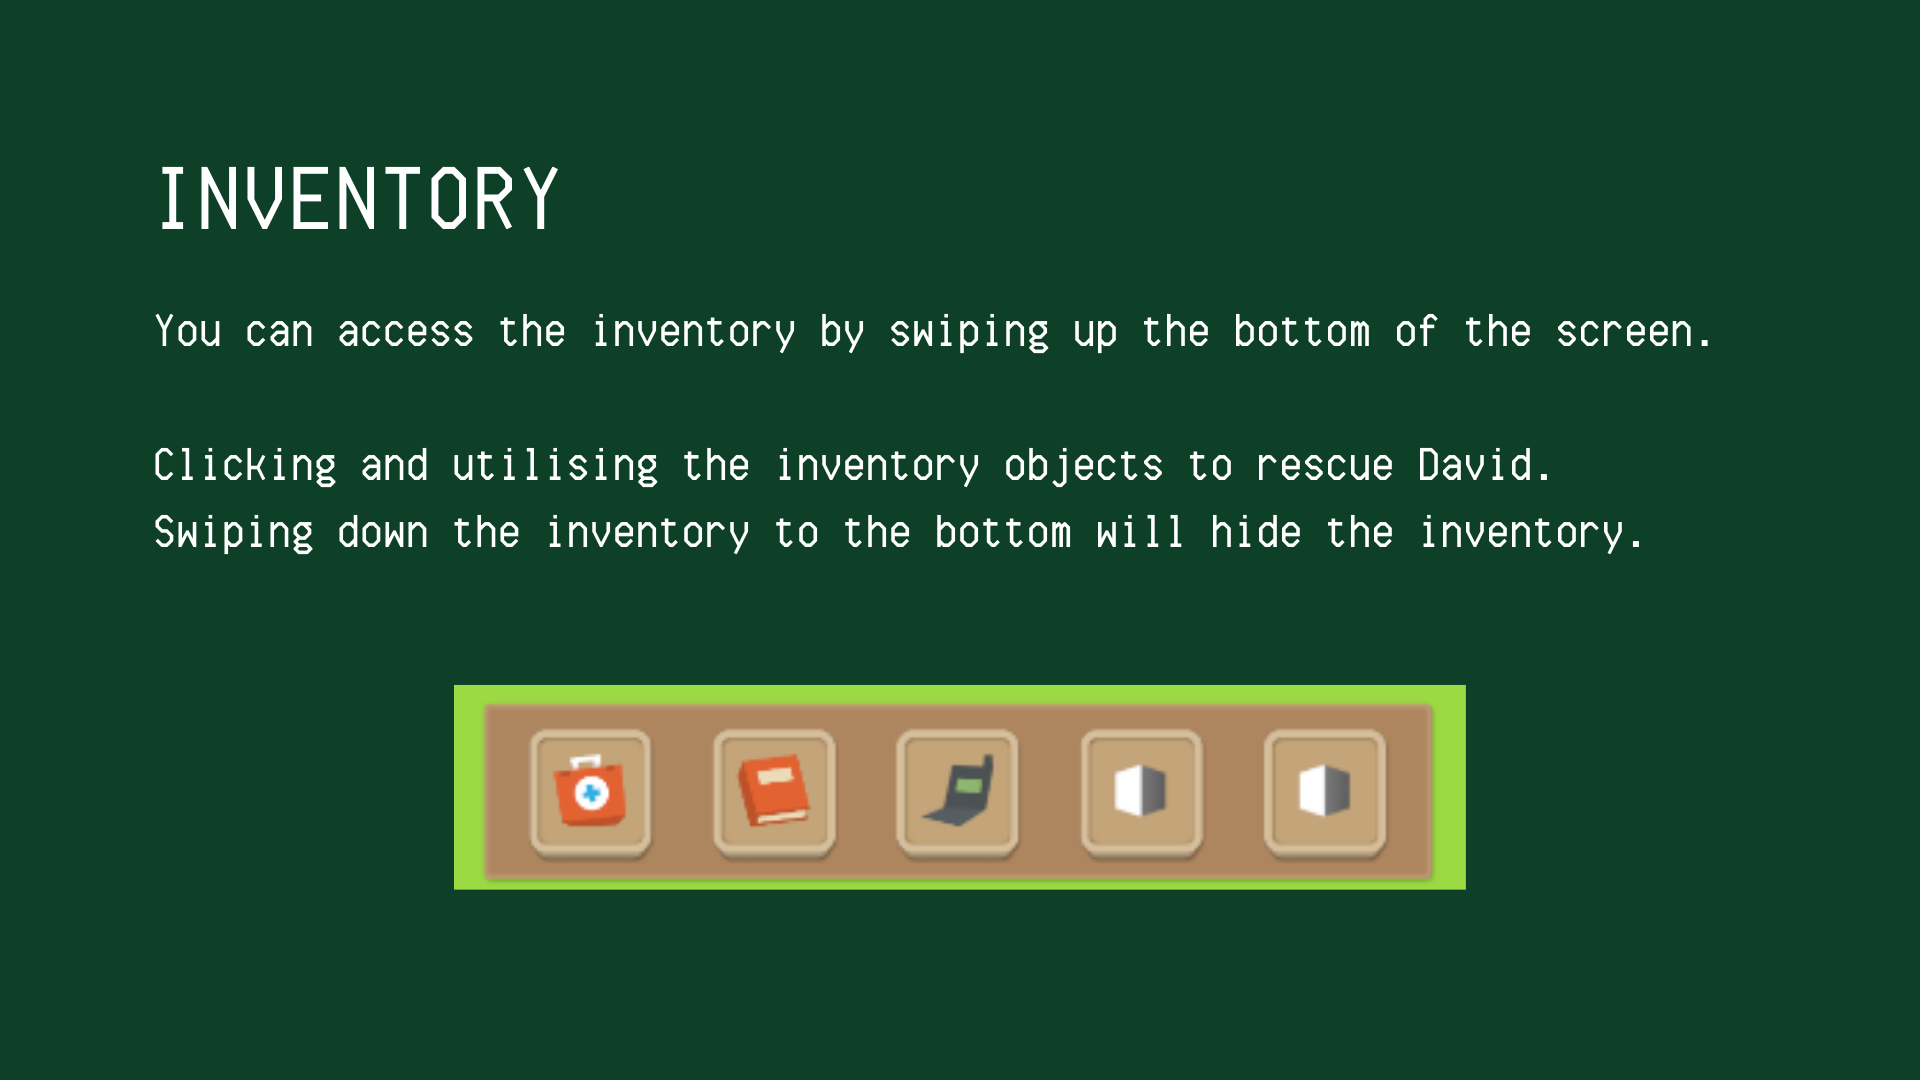 INVENTORY
You can access the inventory by swiping up the bottom of the screen.
Clicking and utilising the inventory objects to rescue David.
Swiping down the inventory to the bottom will hide the inventory.